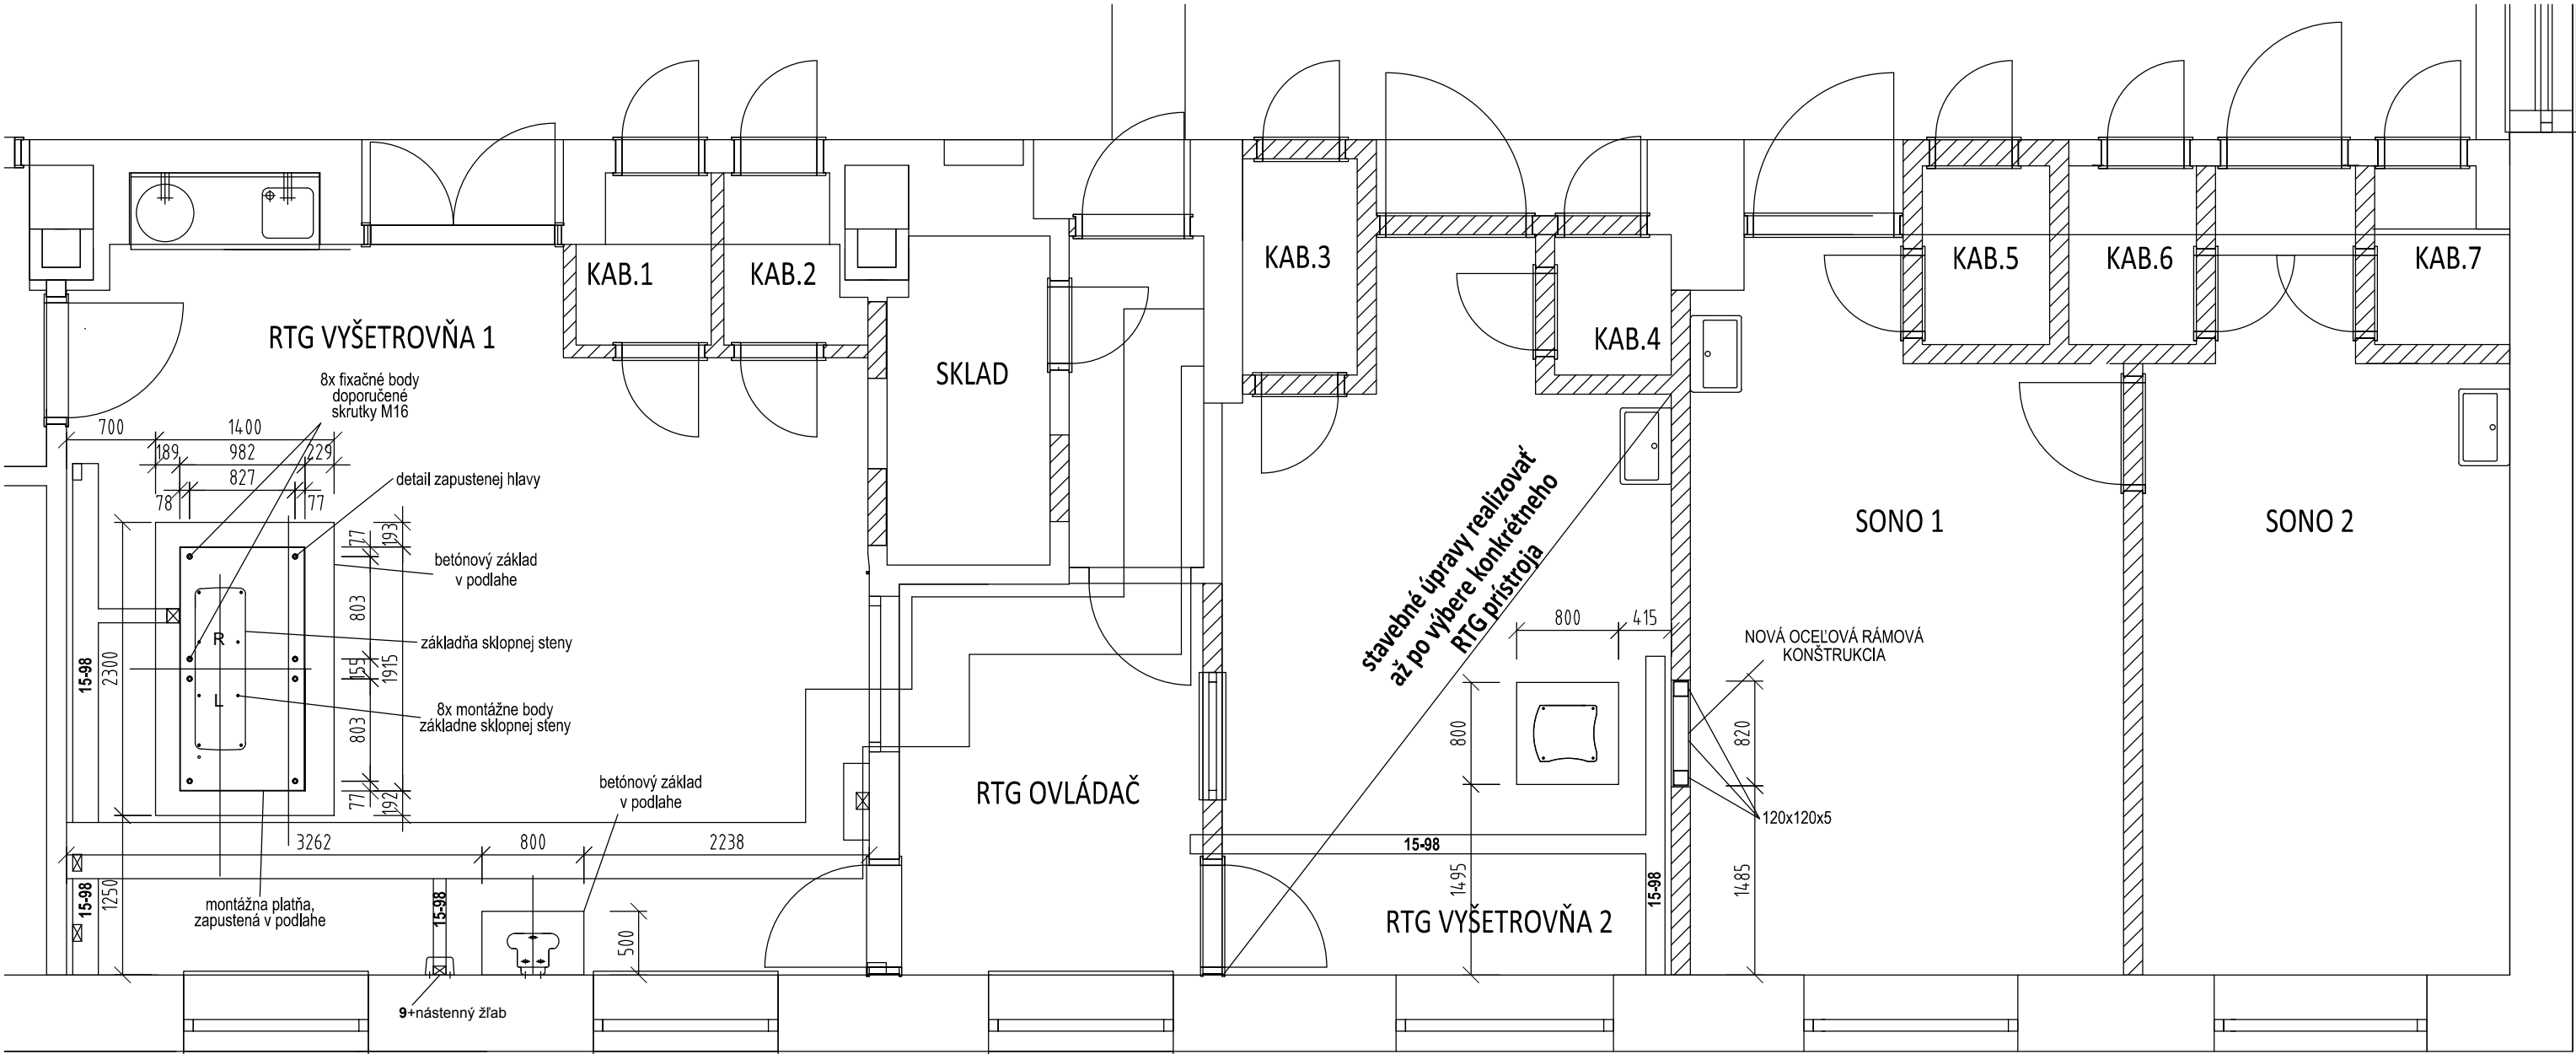 KAB.1
KAB.2
KAB.3
KAB.4
KAB.5
KAB.6
KAB.7
RTG VYŠETROVŇA 1
SKLAD
8x fixačné body
doporučené
skrutky M16
700
1400
189
982
229
827
78
77
detail zapustenej hlavy
193
77
betónový základ
v podlahe
803
základňa sklopnej steny
155
1915
R
L
15-98
2300
8x montážne body
základne sklopnej steny
803
77
192
betónový základ
v podlahe
3262
800
2238
15-98
1250
15-98
montážna platňa,
zapustená v podlahe
500
9+nástenný žľab
RTG OVLÁDAČ
stavebné úpravy realizovať
až po výbere konkrétneho
RTG prístroja
800
415
800
1495
15-98
15-98
RTG VYŠETROVŇA 2
SONO 1
SONO 2
NOVÁ OCEĽOVÁ RÁMOVÁ
KONŠTRUKCIA
820
120x120x5
1485